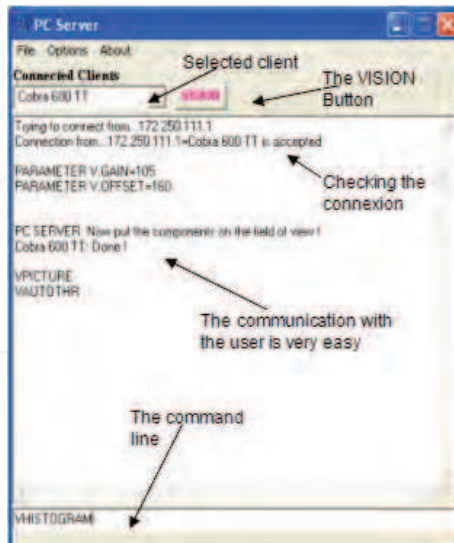 PC Server
File Options About
Connected Clients
Selected client
Cobra 600 TT
VISION
The VISION
Button
Trying to connect from...172.250.111.1
Connection from...172.250.111.1=Cobra 600 TT is accepted
PARAMETER V.GAIN=105
PARAMETER V.OFFSET=160
Checking the
connexion
PC SERVER: Now put the components on the field of view !
Cobra 600 TT: Done !
VPICTURE
VAUTOTHR
The communication with
the user is very easy
The command
line
VHISTOGRAM